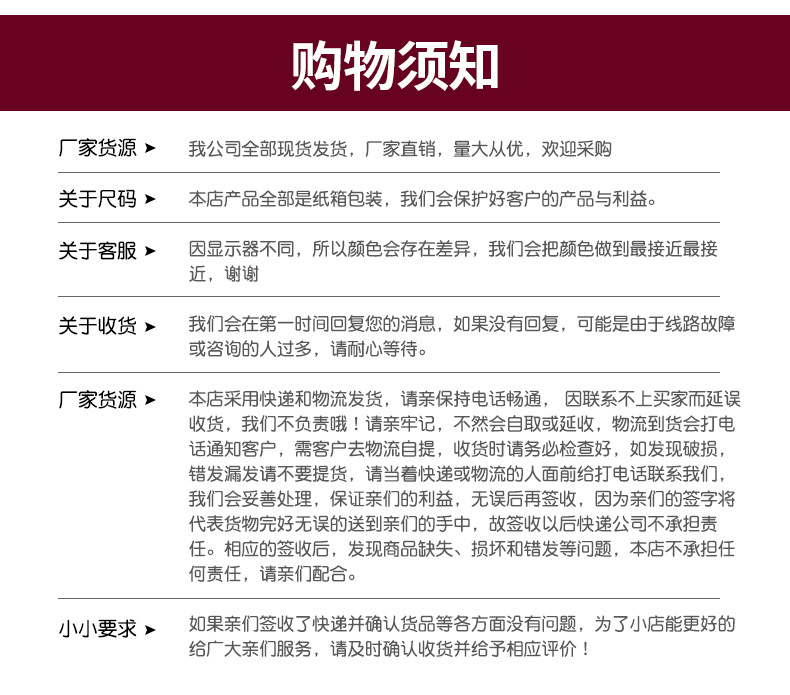 购物须知
厂家货源 我公司全部现货发货，厂家直销，量大从优，欢迎采购
关于尺码 本店产品全部是纸箱包装，我们会保护好客户的产品与利益。
关于客服 因显示器不同，所以颜色会存在差异，我们会把颜色做到最接近最接
近，谢谢
关于收货 我们会在第一时间回复您的消息，如果没有回复，可能是由于线路故障
或咨询的人过多，请耐心等待。
厂家货源 本店采用快递和物流发货，请亲保持电话畅通， 因联系不上买家而延误
收货，我们不负责哦！请亲牢记，不然会自取或延收，物流到货会打电
话通知客户，需客户去物流自提，收货时请务必检查好，如发现破损，
错发漏发请不要提货，请当着快递或物流的人面前给打电话联系我们，
我们会妥善处理，保证亲们的利益，无误后再签收，因为亲们的签字将
代表货物完好无误的送到亲们的手中，故签收以后快递公司不承担责
任。相应的签收后，发现商品缺失、损坏和错发等问题，本店不承担任
何责任，请亲们配合。
小小要求 如果亲们签收了快递并确认货品等各方面没有问题，为了小店能更好的
给广大亲们服务，请及时确认收货并给予相应评价！